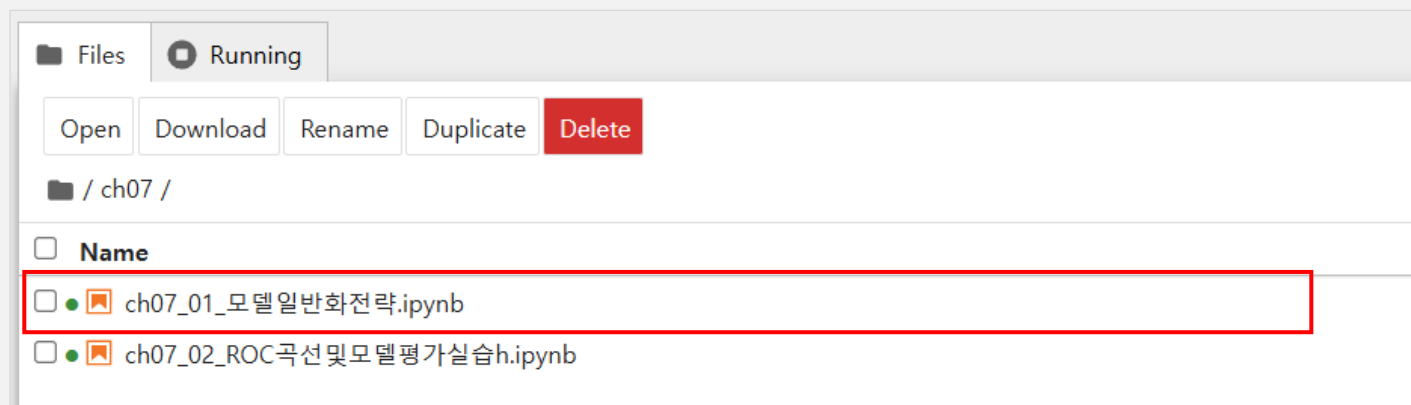 Files Running
Open Download Rename Duplicate Delete
/ ch07 /
Name
ch07_01_모델일반화전략.ipynb
ch07_02_ROC곡선및모델평가실습h.ipynb